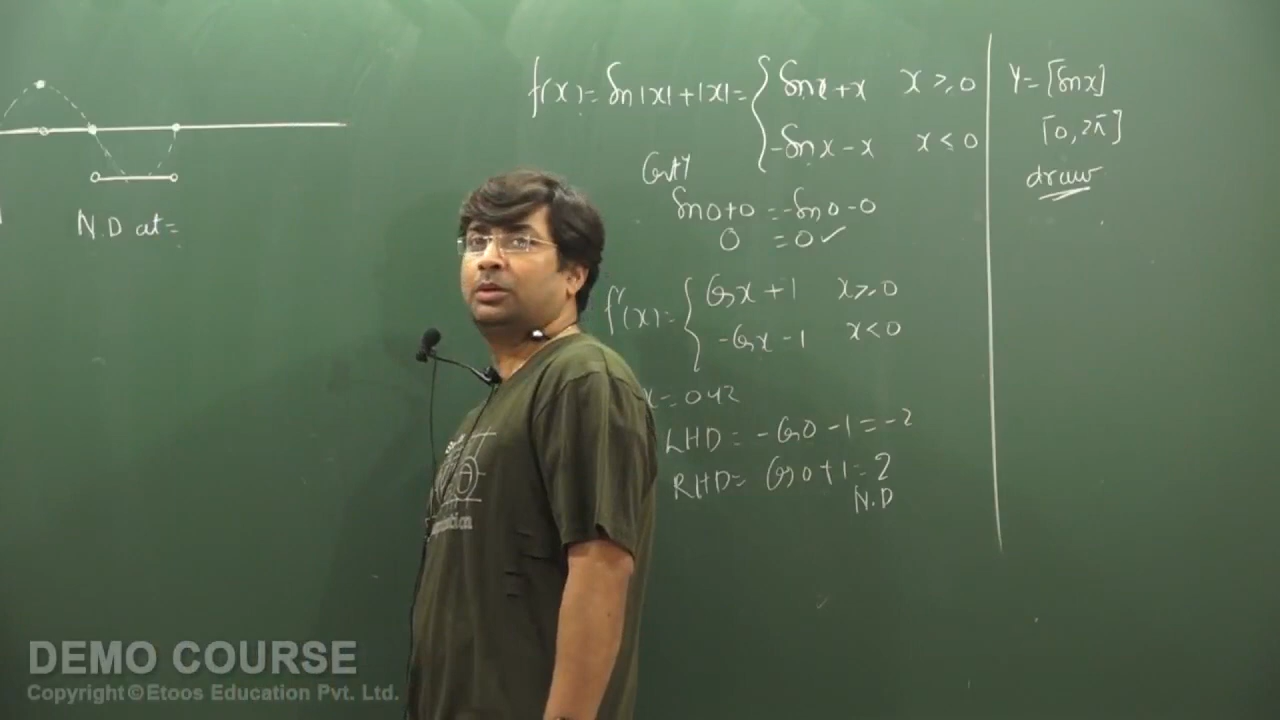 N.D at=
f(x)= sin|x|+|x|= { sinx + x x ≥ 0
-sinx - x x < 0
Conty
sin0+0 = -sin0-0
0 = 0 ✓
f'(x)= { cosx + 1 x ≥ 0
-cosx - 1 x < 0
LHD = - cos0 - 1 = -2
RHD= cos0 + 1 = 2
N.D
y = [sinx]
[0, 2π]
draw
DEMO COURSE
Copyright © Etoos Education Pvt. Ltd.